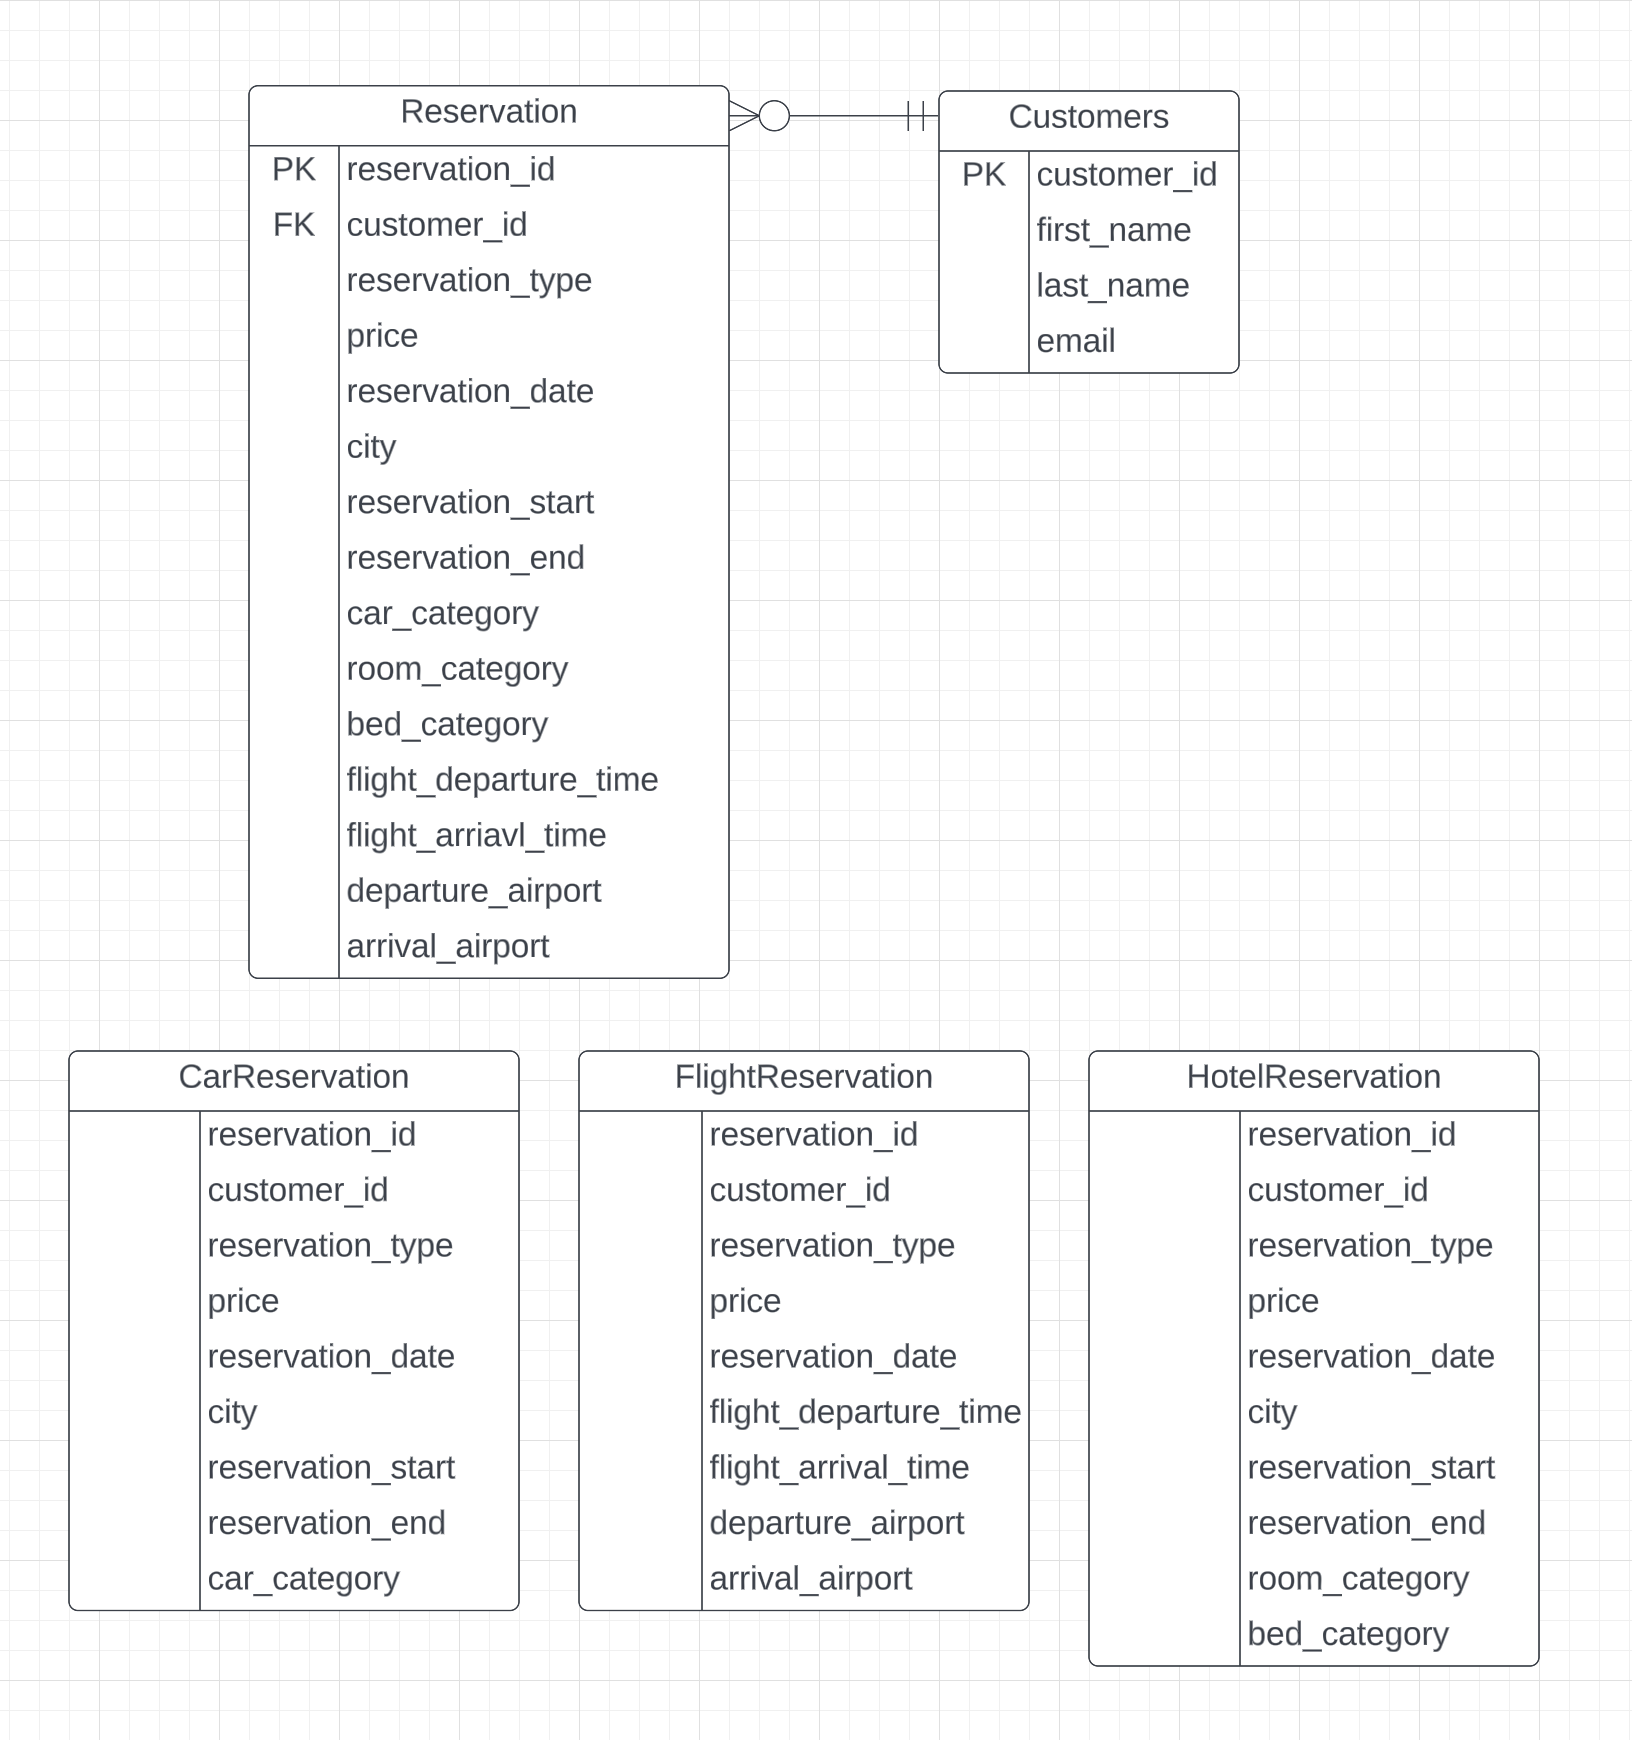 Reservation
PK reservation_id
FK customer_id
reservation_type
price
reservation_date
city
reservation_start
reservation_end
car_category
room_category
bed_category
flight_departure_time
flight_arriavl_time
departure_airport
arrival_airport
Customers
PK customer_id
first_name
last_name
email
CarReservation
reservation_id
customer_id
reservation_type
price
reservation_date
city
reservation_start
reservation_end
car_category
FlightReservation
reservation_id
customer_id
reservation_type
price
reservation_date
flight_departure_time
flight_arrival_time
departure_airport
arrival_airport
HotelReservation
reservation_id
customer_id
reservation_type
price
reservation_date
city
reservation_start
reservation_end
room_category
bed_category